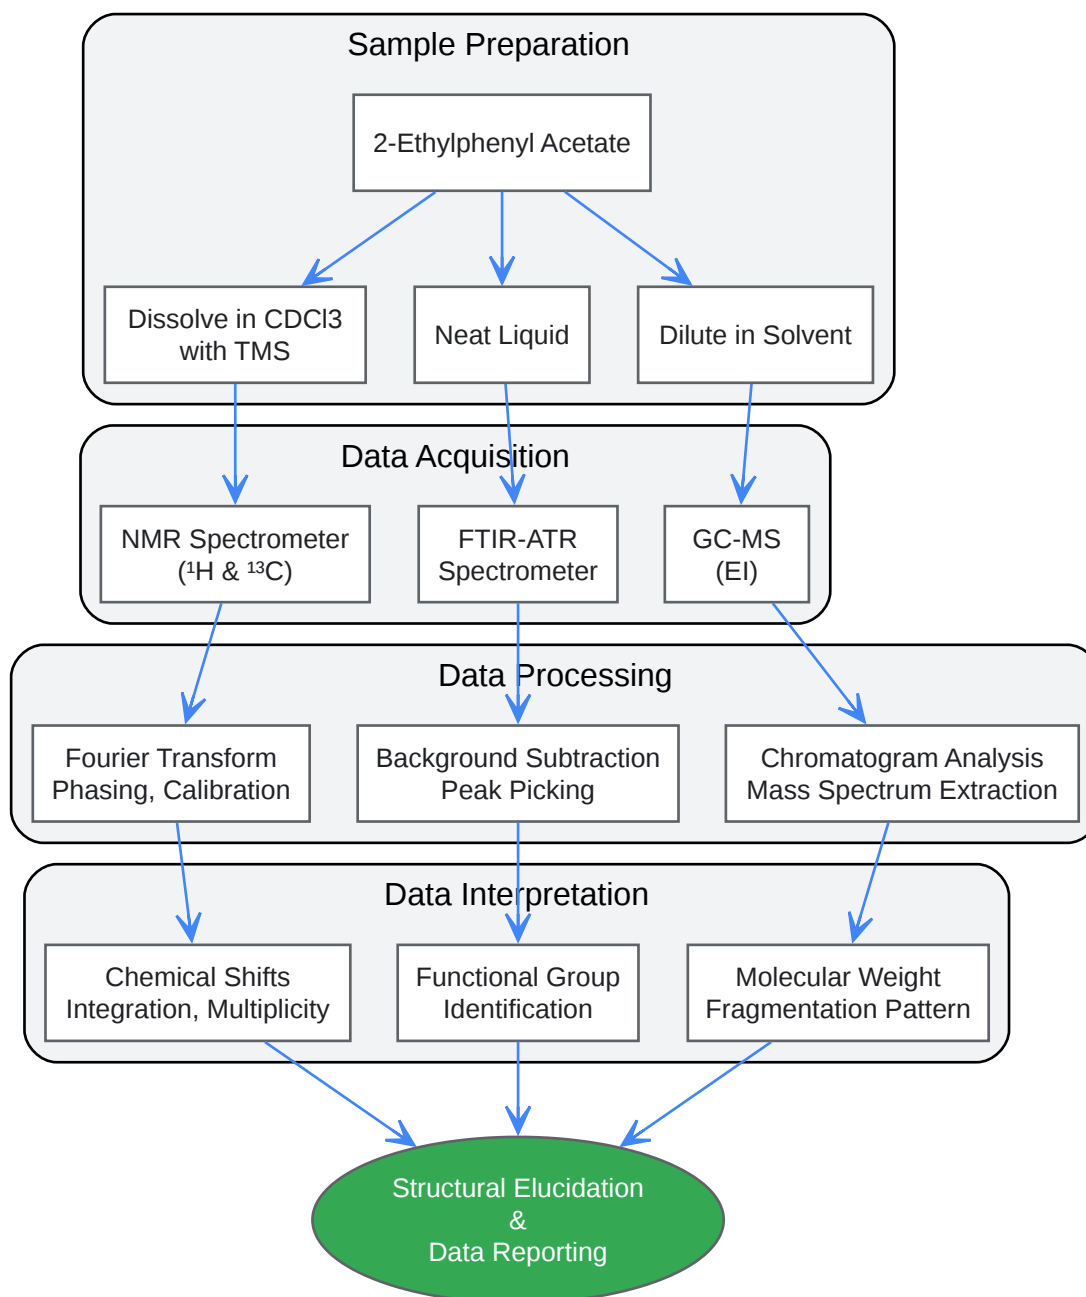 Sample Preparation
2-Ethylphenyl Acetate
Dissolve in CDCl3
with TMS
Neat Liquid
Dilute in Solvent
Data Acquisition
NMR Spectrometer
(¹H & ¹³C)
FTIR-ATR
Spectrometer
GC-MS
(EI)
Data Processing
Fourier Transform
Phasing, Calibration
Background Subtraction
Peak Picking
Chromatogram Analysis
Mass Spectrum Extraction
Data Interpretation
Chemical Shifts
Integration, Multiplicity
Functional Group
Identification
Molecular Weight
Fragmentation Pattern
Structural Elucidation
&
Data Reporting